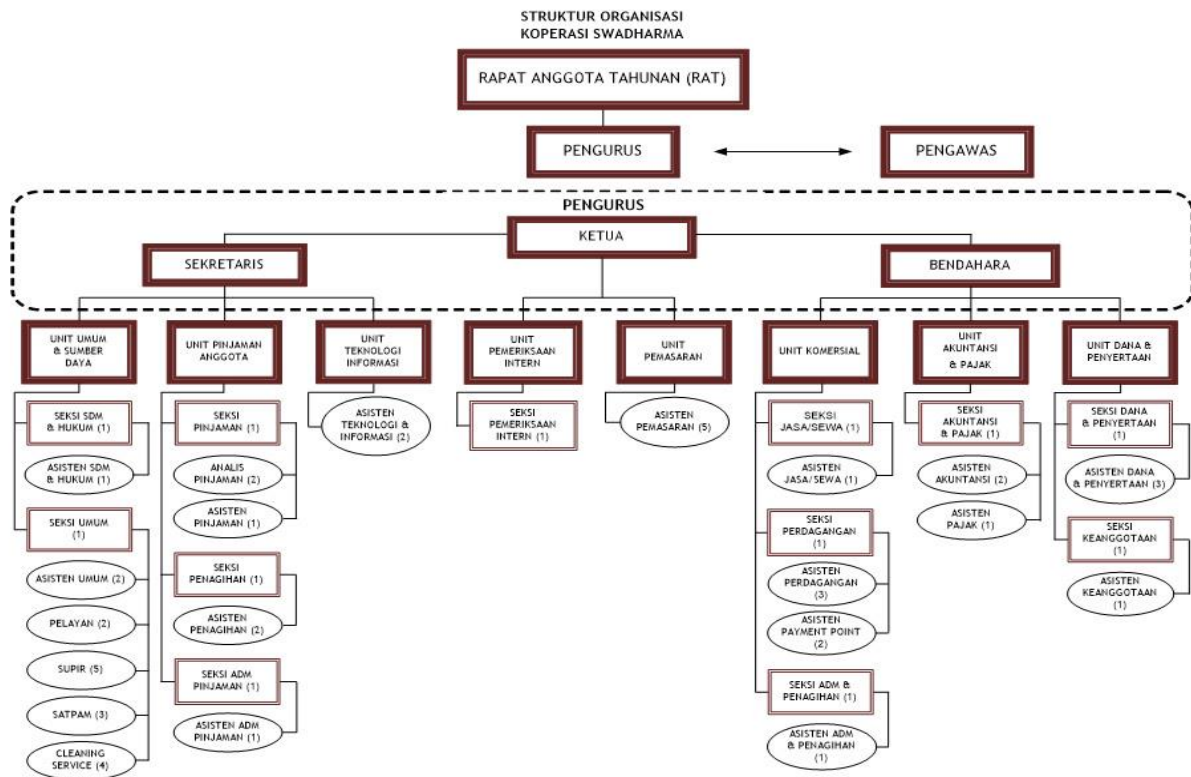 STRUKTUR ORGANISASI
KOPERASI SWADHARMA
RAPAT ANGGOTA TAHUNAN (RAT)
PENGURUS
PENGAWAS
PENGURUS
KETUA
SEKRETARIS
BENDAHARA
UNIT UMUM
& SUMBER
DAYA
UNIT PINJAMAN
ANGGOTA
UNIT
TEKNOLOGI
INFORMASI
UNIT
PEMERIKSAAN
INTERN
UNIT
PEMASARAN
UNIT KOMERSIAL
UNIT
AKUNTANSI
& PAJAK
UNIT DANA &
PENYERTAAN
SEKSI SDM
& HUKUM (1)
ASISTEN SDM
& HUKUM (1)
SEKSI UMUM
(1)
ASISTEN UMUM (2)
PELAYAN (2)
SUPIR (5)
SATPAM (3)
CLEANING
SERVICE (4)
SEKSI
PINJAMAN (1)
ANALIS
PINJAMAN (2)
ASISTEN
PINJAMAN (1)
SEKSI
PENAGIHAN (1)
ASISTEN
PENAGIHAN (2)
SEKSI ADM
PINJAMAN (1)
ASISTEN ADM
PINJAMAN (1)
ASISTEN
TEKNOLOGI &
INFORMASI (2)
SEKSI
PEMERIKSAAN
INTERN (1)
ASISTEN
PEMASARAN (5)
SEKSI
JASA/SEWA (1)
ASISTEN
JASA/SEWA (1)
SEKSI
PERDAGANGAN
(1)
ASISTEN
PERDAGANGAN
(3)
ASISTEN
PAYMENT POINT
(2)
SEKSI ADM &
PENAGIHAN (1)
ASISTEN ADM
& PENAGIHAN
(1)
SEKSI
AKUNTANSI
& PAJAK (1)
ASISTEN
AKUNTANSI (2)
ASISTEN
PAJAK (1)
SEKSI DANA
& PENYERTAAN
(1)
ASISTEN DANA
& PENYERTAAN (3)
SEKSI
KEANGGOTAAN
(1)
ASISTEN
KEANGGOTAAN
(1)